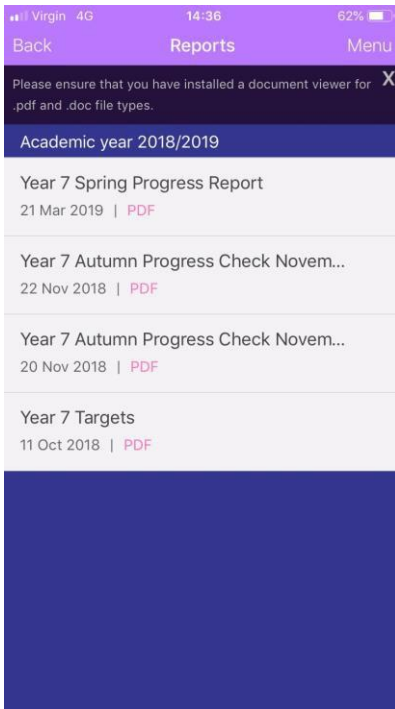 Virgin 4G 14:36 62%
Back Reports Menu
Please ensure that you have installed a document viewer for X
.pdf and .doc file types.
Academic year 2018/2019
Year 7 Spring Progress Report
21 Mar 2019 | PDF
Year 7 Autumn Progress Check Novem...
22 Nov 2018 | PDF
Year 7 Autumn Progress Check Novem...
20 Nov 2018 | PDF
Year 7 Targets
11 Oct 2018 | PDF